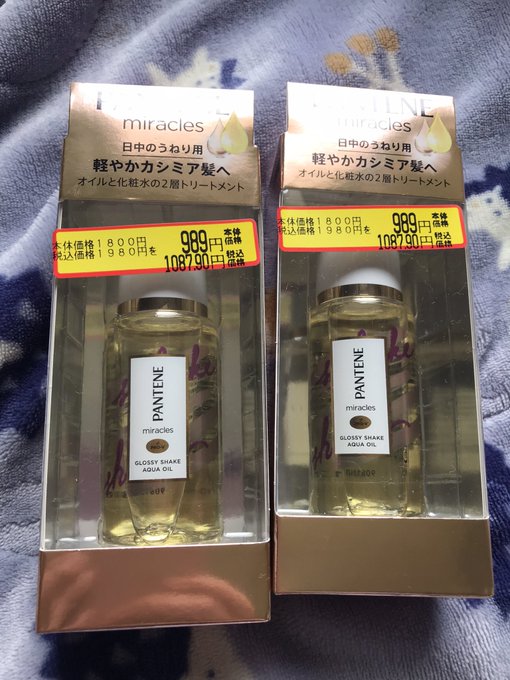 PANTENE
miracles
日中のうねり用
軽やかカシミア髪へ
オイルと化粧水の2層トリートメント
本体価格1800円
税込価格1980円を
989円 本体価格
1087.90円 税込価格
PANTENE
miracles
PRO-V
GLOSSY SHAKE
AQUA OIL
PANTENE
miracles
日中のうねり用
軽やかカシミア髪へ
オイルと化粧水の2層トリートメント
本体価格1800円
税込価格1980円を
989円 本体価格
1087.90円 税込価格
PANTENE
miracles
PRO-V
GLOSSY SHAKE
AQUA OIL